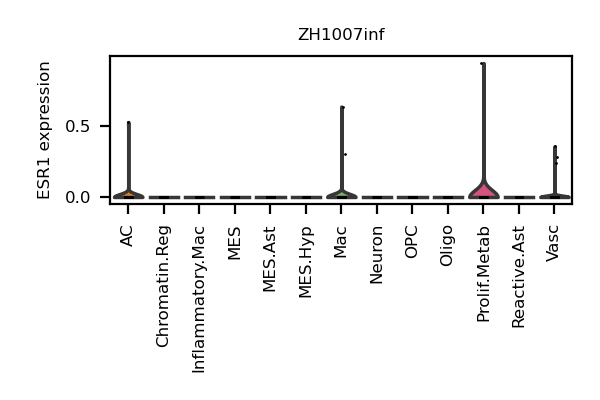 ZH1007inf
ESR1 expression
0.5
0.0
AC
Chromatin.Reg
Inflammatory.Mac
MES
MES.Ast
MES.Hyp
Mac
Neuron
OPC
Oligo
Prolif.Metab
Reactive.Ast
Vasc